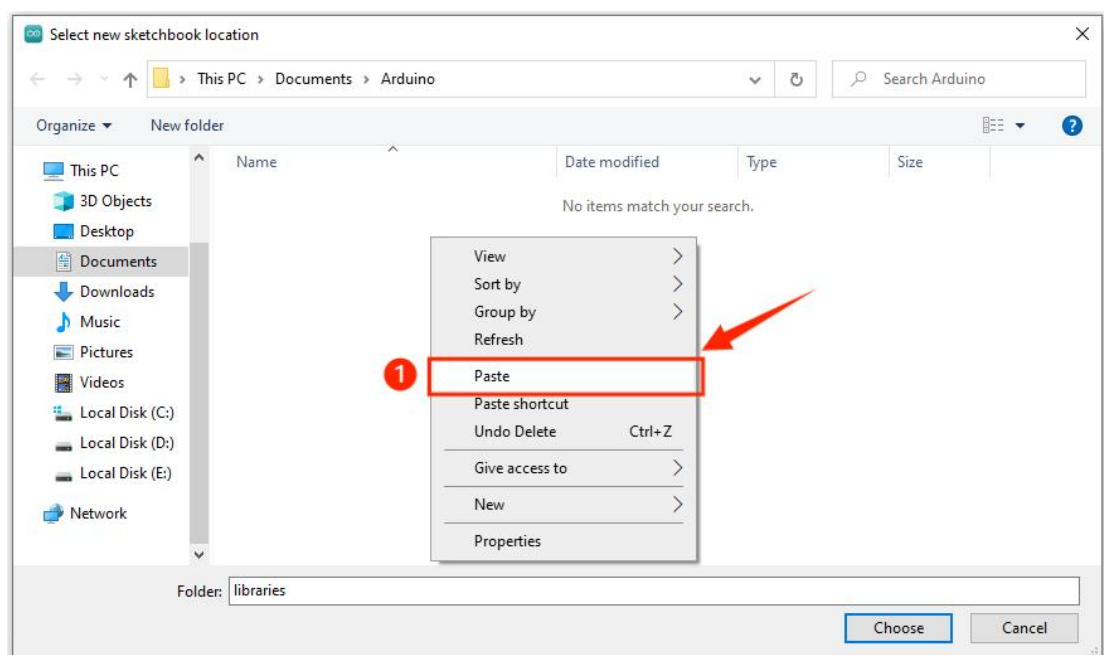 Select new sketchbook location
This PC > Documents > Arduino
Search Arduino
Organize
New folder
Name
Date modified
Type
Size
No items match your search.
This PC
3D Objects
Desktop
Documents
Downloads
Music
Pictures
Videos
Local Disk (C:)
Local Disk (D:)
Local Disk (E:)
Network
View
Sort by
Group by
Refresh
1
Paste
Paste shortcut
Undo Delete Ctrl+Z
Give access to
New
Properties
Folder: libraries
Choose
Cancel